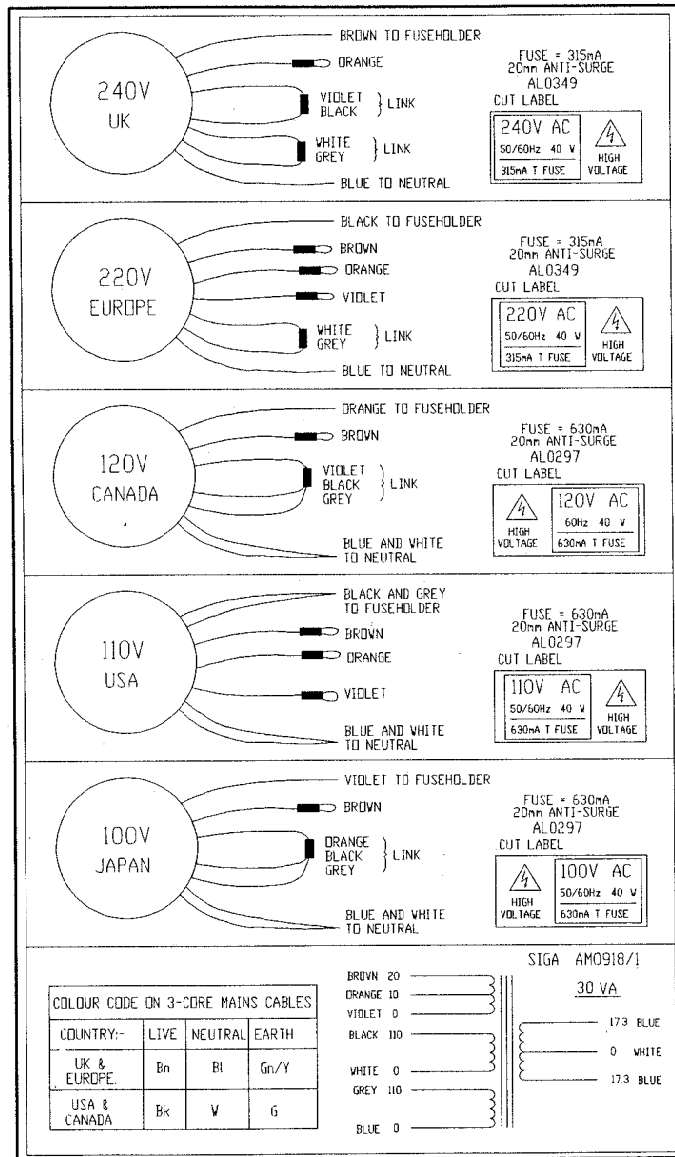 240V
UK
BROWN TO FUSEHOLDER
ORANGE
VIOLET
BLACK
} LINK
WHITE
GREY
} LINK
BLUE TO NEUTRAL
FUSE = 315mA
20mm ANTI-SURGE
AL0349
CUT LABEL
240V AC
50/60Hz 40 W
315mA T FUSE
HIGH
VOLTAGE
220V
EUROPE
BLACK TO FUSEHOLDER
BROWN
ORANGE
VIOLET
WHITE
GREY
} LINK
BLUE TO NEUTRAL
FUSE = 315mA
20mm ANTI-SURGE
AL0349
CUT LABEL
220V AC
50/60Hz 40 W
315mA T FUSE
HIGH
VOLTAGE
120V
CANADA
ORANGE TO FUSEHOLDER
BROWN
VIOLET
BLACK
GREY
} LINK
BLUE AND WHITE
TO NEUTRAL
FUSE = 630mA
20mm ANTI-SURGE
AL0297
CUT LABEL
HIGH
VOLTAGE
120V AC
60Hz 40 W
630mA T FUSE
110V
USA
BLACK AND GREY
TO FUSEHOLDER
BROWN
ORANGE
VIOLET
BLUE AND WHITE
TO NEUTRAL
FUSE = 630mA
20mm ANTI-SURGE
AL0297
CUT LABEL
110V AC
50/60Hz 40 W
630mA T FUSE
HIGH
VOLTAGE
100V
JAPAN
VIOLET TO FUSEHOLDER
BROWN
ORANGE
BLACK
GREY
} LINK
BLUE AND WHITE
TO NEUTRAL
FUSE = 630mA
20mm ANTI-SURGE
AL0297
CUT LABEL
HIGH
VOLTAGE
100V AC
50/60Hz 40 W
630mA T FUSE
COLOUR CODE ON 3-CORE MAINS CABLES
COUNTRY:- LIVE NEUTRAL EARTH
UK &
EUROPE. Bn Bl Gn/Y
USA &
CANADA Bk W G
BROWN 20
ORANGE 10
VIOLET 0
BLACK 110
WHITE 0
GREY 110
BLUE 0
SIGA AM0918/1
30 VA
17.3 BLUE
0 WHITE
17.3 BLUE